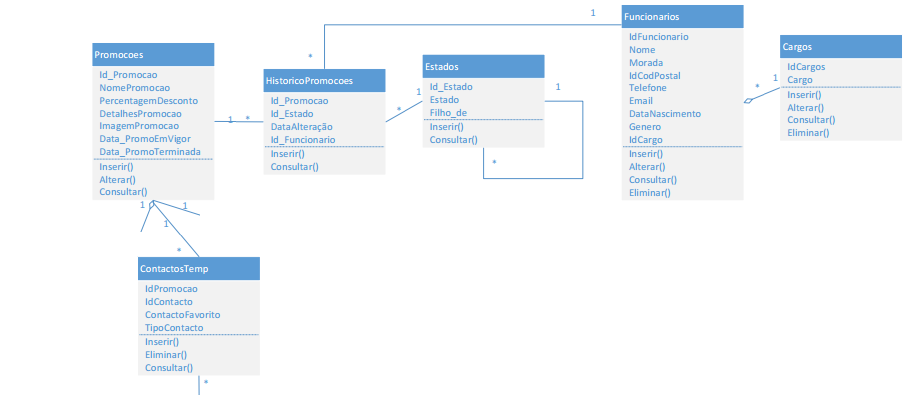 Promocoes
Id_Promocao
NomePromocao
PercentagemDesconto
DetalhesPromocao
ImagemPromocao
Data_PromoEmVigor
Data_PromoTerminada
Inserir()
Alterar()
Consultar()
1
*
HistoricoPromocoes
Id_Promocao
Id_Estado
DataAlteração
Id_Funcionario
Inserir()
Consultar()
*
1
*
1
Estados
Id_Estado
Estado
Filho_de
Inserir()
Consultar()
1
*
Funcionarios
IdFuncionario
Nome
Morada
IdCodPostal
Telefone
Email
DataNascimento
Genero
IdCargo
Inserir()
Alterar()
Consultar()
Eliminar()
*
1
Cargos
IdCargos
Cargo
Inserir()
Alterar()
Consultar()
Eliminar()
1
1
1
*
ContactosTemp
IdPromocao
IdContacto
ContactoFavorito
TipoContacto
Inserir()
Eliminar()
Consultar()
*